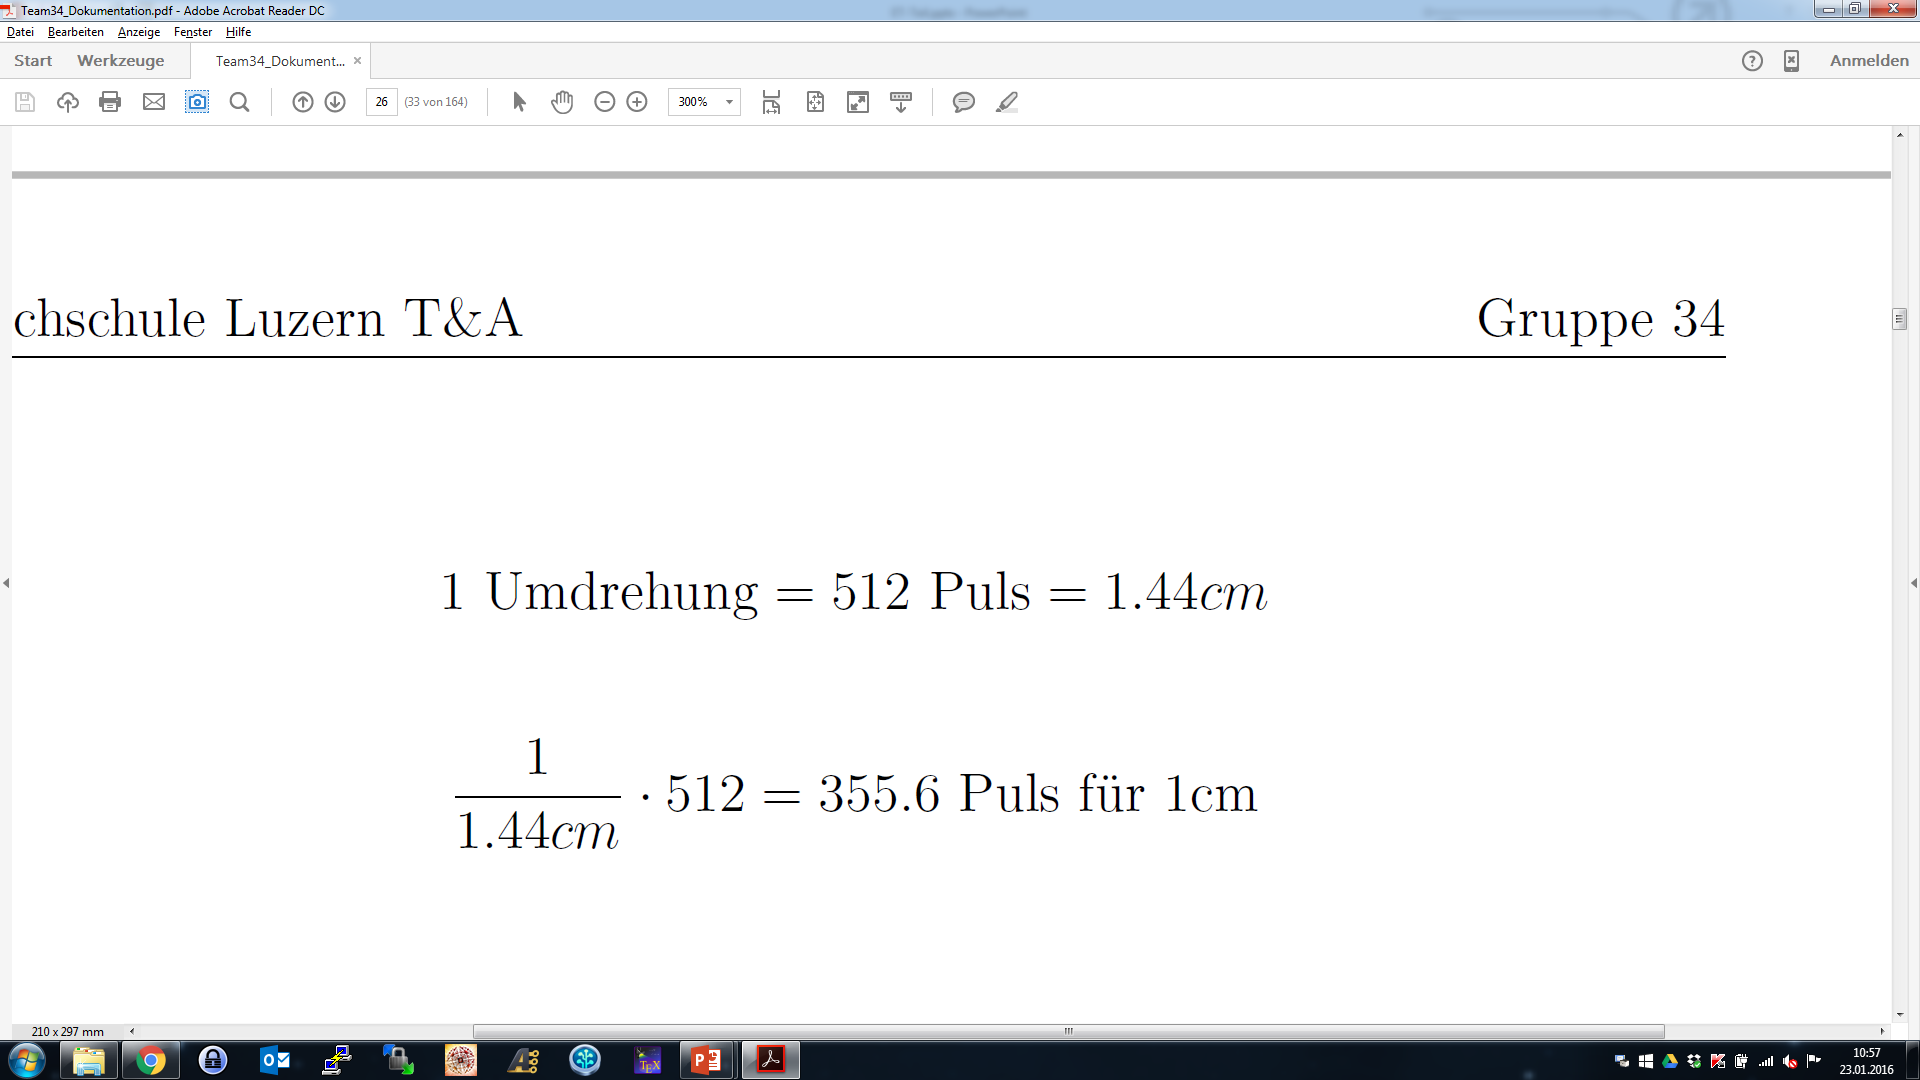 Team34_Dokumentation.pdf - Adobe Acrobat Reader DC
Datei Bearbeiten Anzeige Fenster Hilfe
Start Werkzeuge Team34_Dokument... × Anmelden
26 (33 von 164) 300%
chschule Luzern T&A Gruppe 34
1 Umdrehung = 512 Puls = 1.44cm
1
1.44cm · 512 = 355.6 Puls für 1cm
210 x 297 mm
10:57
23.01.2016